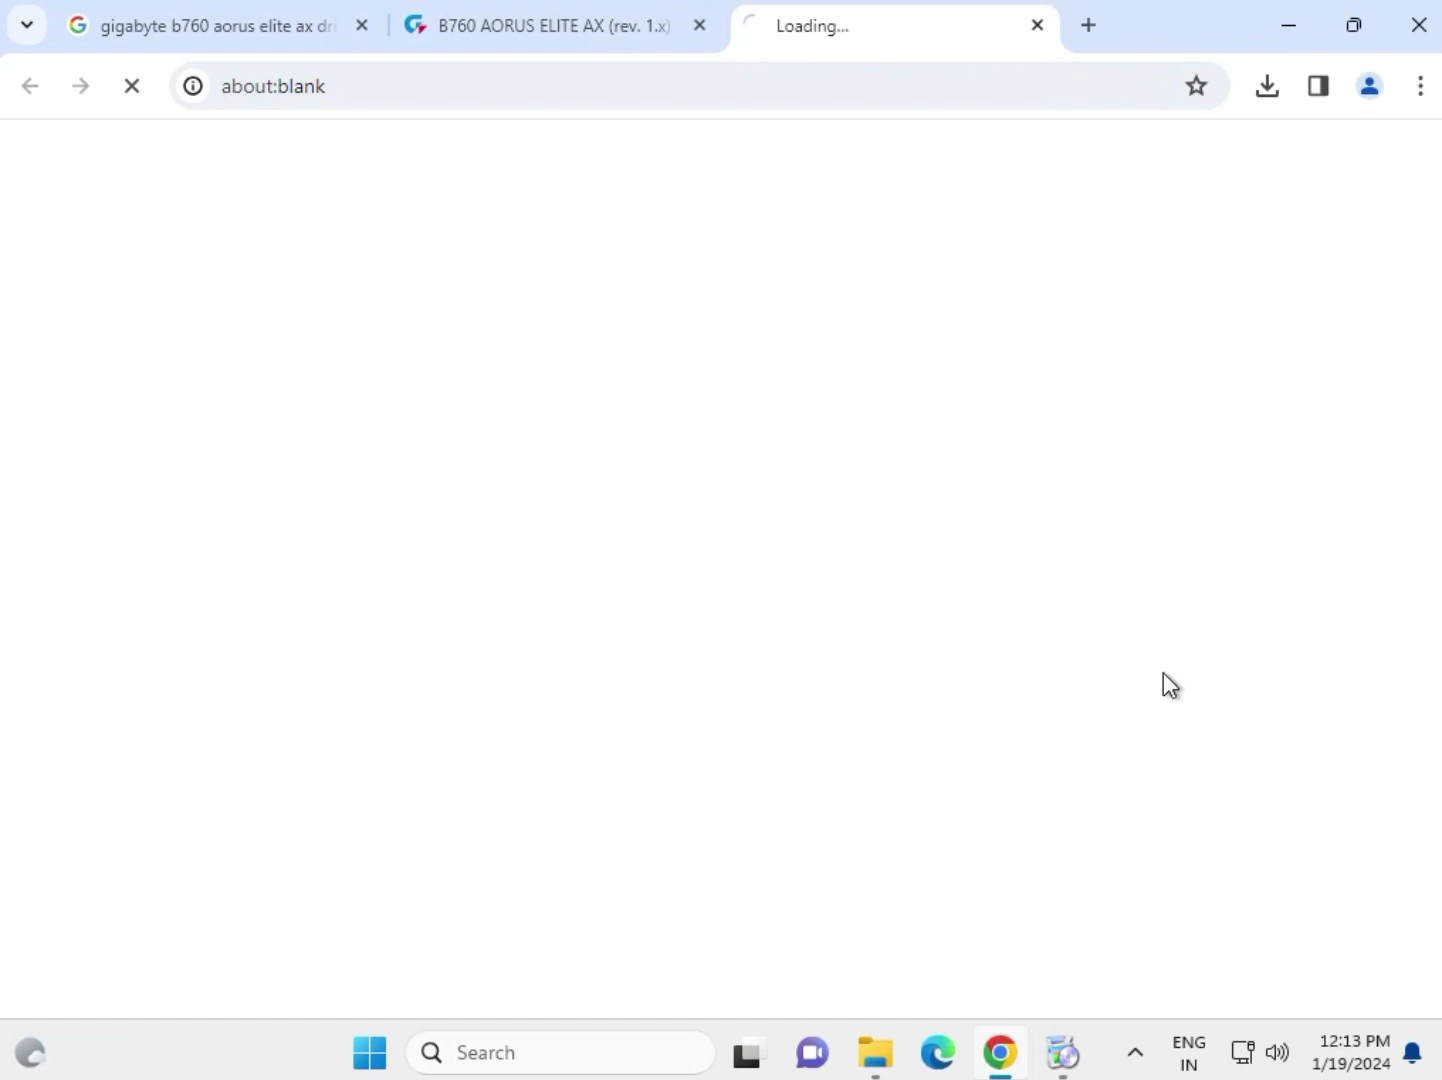 gigabyte b760 aorus elite ax dri
B760 AORUS ELITE AX (rev. 1.x)
Loading...
about:blank
Search
ENG
IN
12:13 PM
1/19/2024